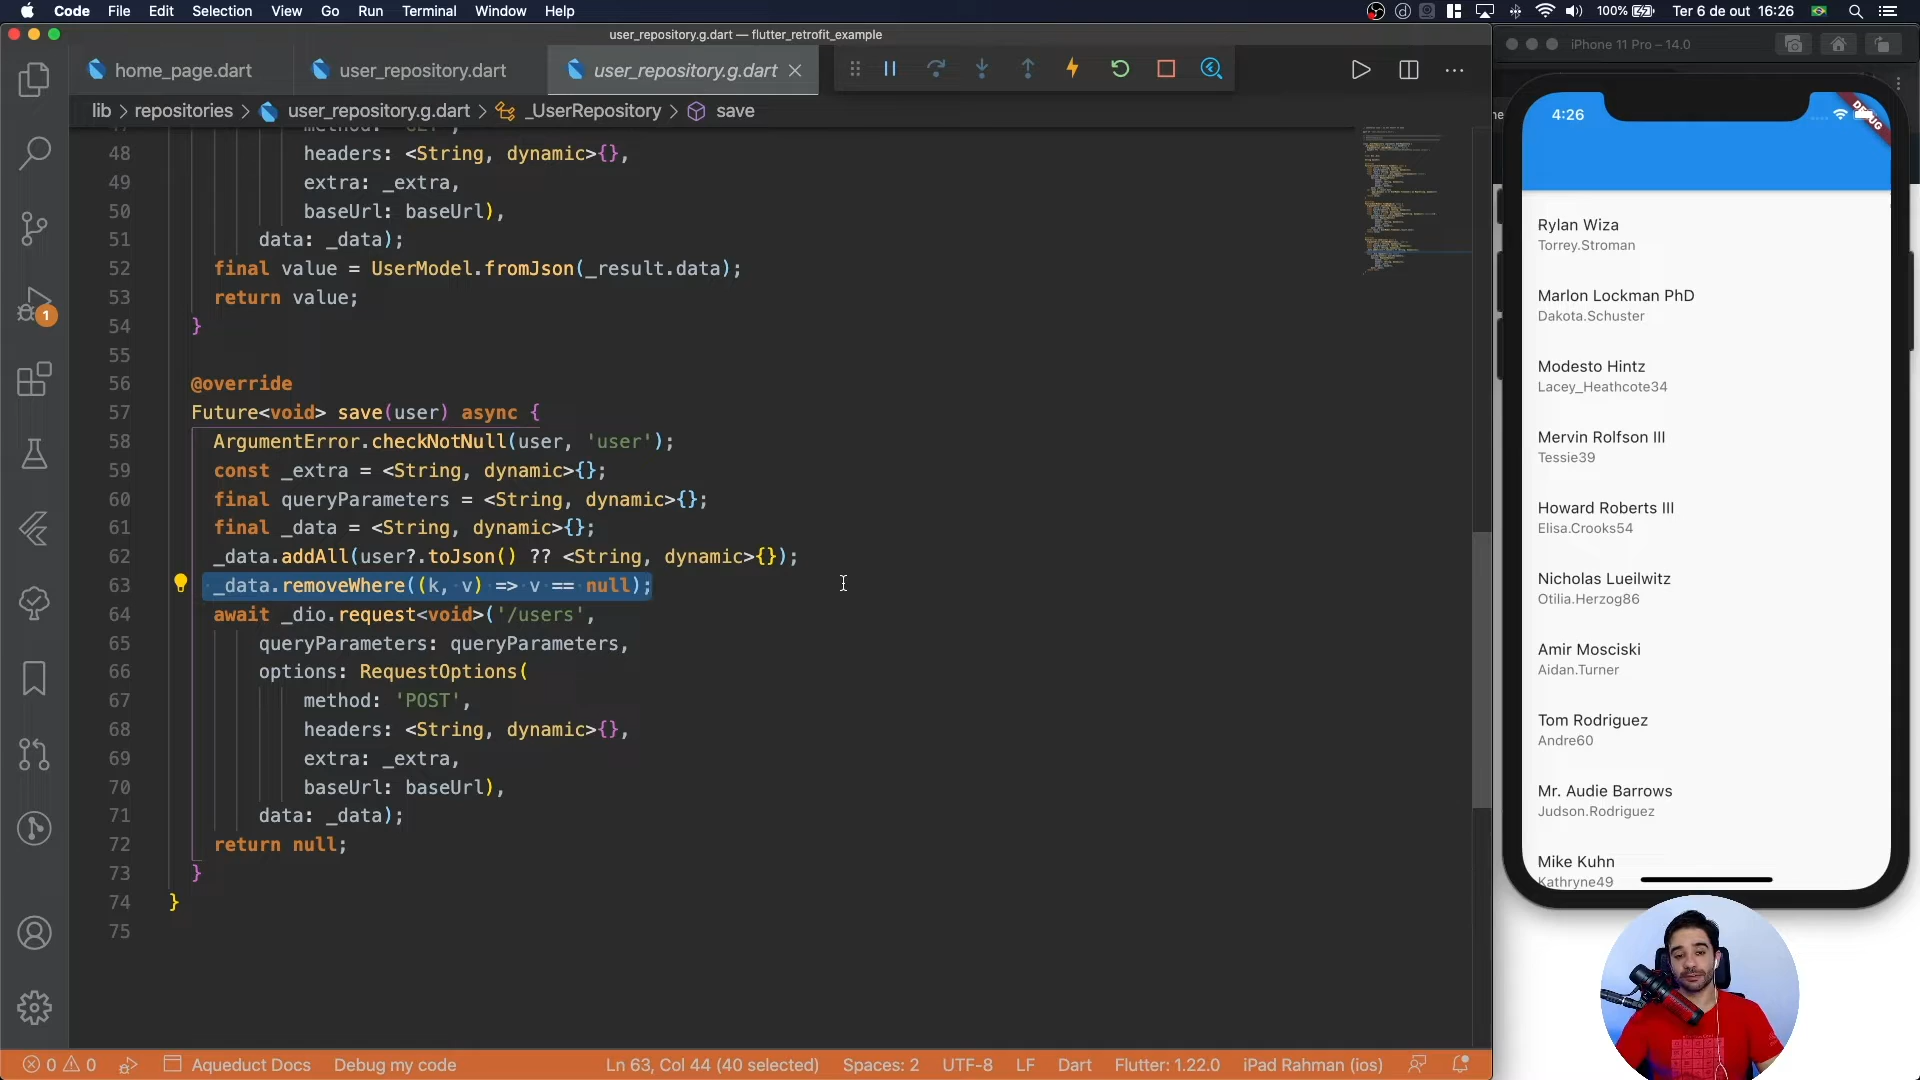 Code File Edit Selection View Go Run Terminal Window Help
100% Ter 6 de out 16:26
user_repository.g.dart — flutter_retrofit_example
iPhone 11 Pro – 14.0
home_page.dart
user_repository.dart
user_repository.g.dart
lib > repositories > user_repository.g.dart > _UserRepository > save
48 headers: <String, dynamic>{},
49 extra: _extra,
50 baseUrl: baseUrl),
51 data: _data);
52 final value = UserModel.fromJson(_result.data);
53 return value;
54 }
55
56 @override
57 Future<void> save(user) async {
58 ArgumentError.checkNotNull(user, 'user');
59 const _extra = <String, dynamic>{};
60 final queryParameters = <String, dynamic>{};
61 final _data = <String, dynamic>{};
62 _data.addAll(user?.toJson() ?? <String, dynamic>{});
63 _data.removeWhere((k, v) => v == null);
64 await _dio.request<void>('/users',
65 queryParameters: queryParameters,
66 options: RequestOptions(
67 method: 'POST',
68 headers: <String, dynamic>{},
69 extra: _extra,
70 baseUrl: baseUrl),
71 data: _data);
72 return null;
73 }
74 }
75
1
4:26
DEBUG
Rylan Wiza
Torrey.Stroman
Marlon Lockman PhD
Dakota.Schuster
Modesto Hintz
Lacey_Heathcote34
Mervin Rolfson III
Tessie39
Howard Roberts III
Elisa.Crooks54
Nicholas Lueilwitz
Otilia.Herzog86
Amir Mosciski
Aidan.Turner
Tom Rodriguez
Andre60
Mr. Audie Barrows
Judson.Rodriguez
Mike Kuhn
Kathryne49
0 0 Aqueduct Docs Debug my code Ln 63, Col 44 (40 selected) Spaces: 2 UTF-8 LF Dart Flutter: 1.22.0 iPad Rahman (ios)